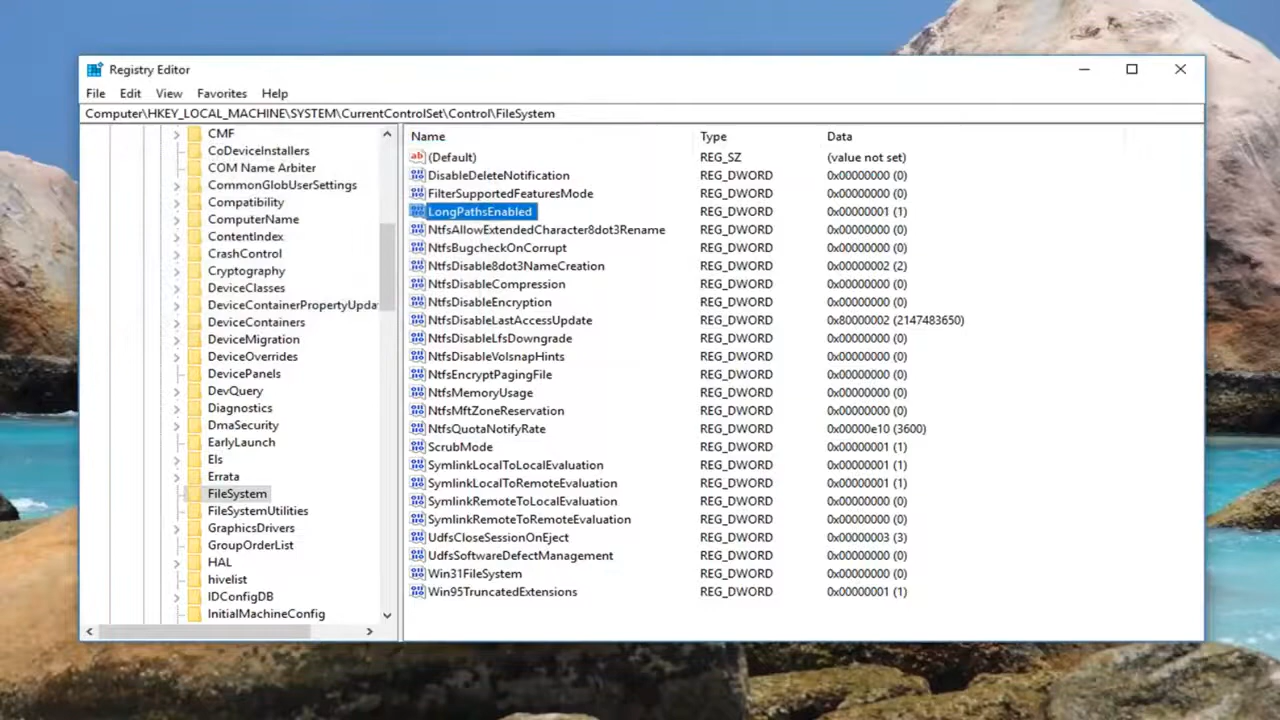 Registry Editor
File Edit View Favorites Help
Computer\HKEY_LOCAL_MACHINE\SYSTEM\CurrentControlSet\Control\FileSystem
CMF
CoDeviceInstallers
COM Name Arbiter
CommonGlobUserSettings
Compatibility
ComputerName
ContentIndex
CrashControl
Cryptography
DeviceClasses
DeviceContainerPropertyUpda
DeviceContainers
DeviceMigration
DeviceOverrides
DevicePanels
DevQuery
Diagnostics
DmaSecurity
EarlyLaunch
Els
Errata
FileSystem
FileSystemUtilities
GraphicsDrivers
GroupOrderList
HAL
hivelist
IDConfigDB
InitialMachineConfig
Name Type Data
ab (Default) REG_SZ (value not set)
DisableDeleteNotification REG_DWORD 0x00000000 (0)
FilterSupportedFeaturesMode REG_DWORD 0x00000000 (0)
LongPathsEnabled REG_DWORD 0x00000001 (1)
NtfsAllowExtendedCharacter8dot3Rename REG_DWORD 0x00000000 (0)
NtfsBugcheckOnCorrupt REG_DWORD 0x00000000 (0)
NtfsDisable8dot3NameCreation REG_DWORD 0x00000002 (2)
NtfsDisableCompression REG_DWORD 0x00000000 (0)
NtfsDisableEncryption REG_DWORD 0x00000000 (0)
NtfsDisableLastAccessUpdate REG_DWORD 0x80000002 (2147483650)
NtfsDisableLfsDowngrade REG_DWORD 0x00000000 (0)
NtfsDisableVolsnapHints REG_DWORD 0x00000000 (0)
NtfsEncryptPagingFile REG_DWORD 0x00000000 (0)
NtfsMemoryUsage REG_DWORD 0x00000000 (0)
NtfsMftZoneReservation REG_DWORD 0x00000000 (0)
NtfsQuotaNotifyRate REG_DWORD 0x00000e10 (3600)
ScrubMode REG_DWORD 0x00000001 (1)
SymlinkLocalToLocalEvaluation REG_DWORD 0x00000001 (1)
SymlinkLocalToRemoteEvaluation REG_DWORD 0x00000001 (1)
SymlinkRemoteToLocalEvaluation REG_DWORD 0x00000000 (0)
SymlinkRemoteToRemoteEvaluation REG_DWORD 0x00000000 (0)
UdfsCloseSessionOnEject REG_DWORD 0x00000003 (3)
UdfsSoftwareDefectManagement REG_DWORD 0x00000000 (0)
Win31FileSystem REG_DWORD 0x00000000 (0)
Win95TruncatedExtensions REG_DWORD 0x00000001 (1)